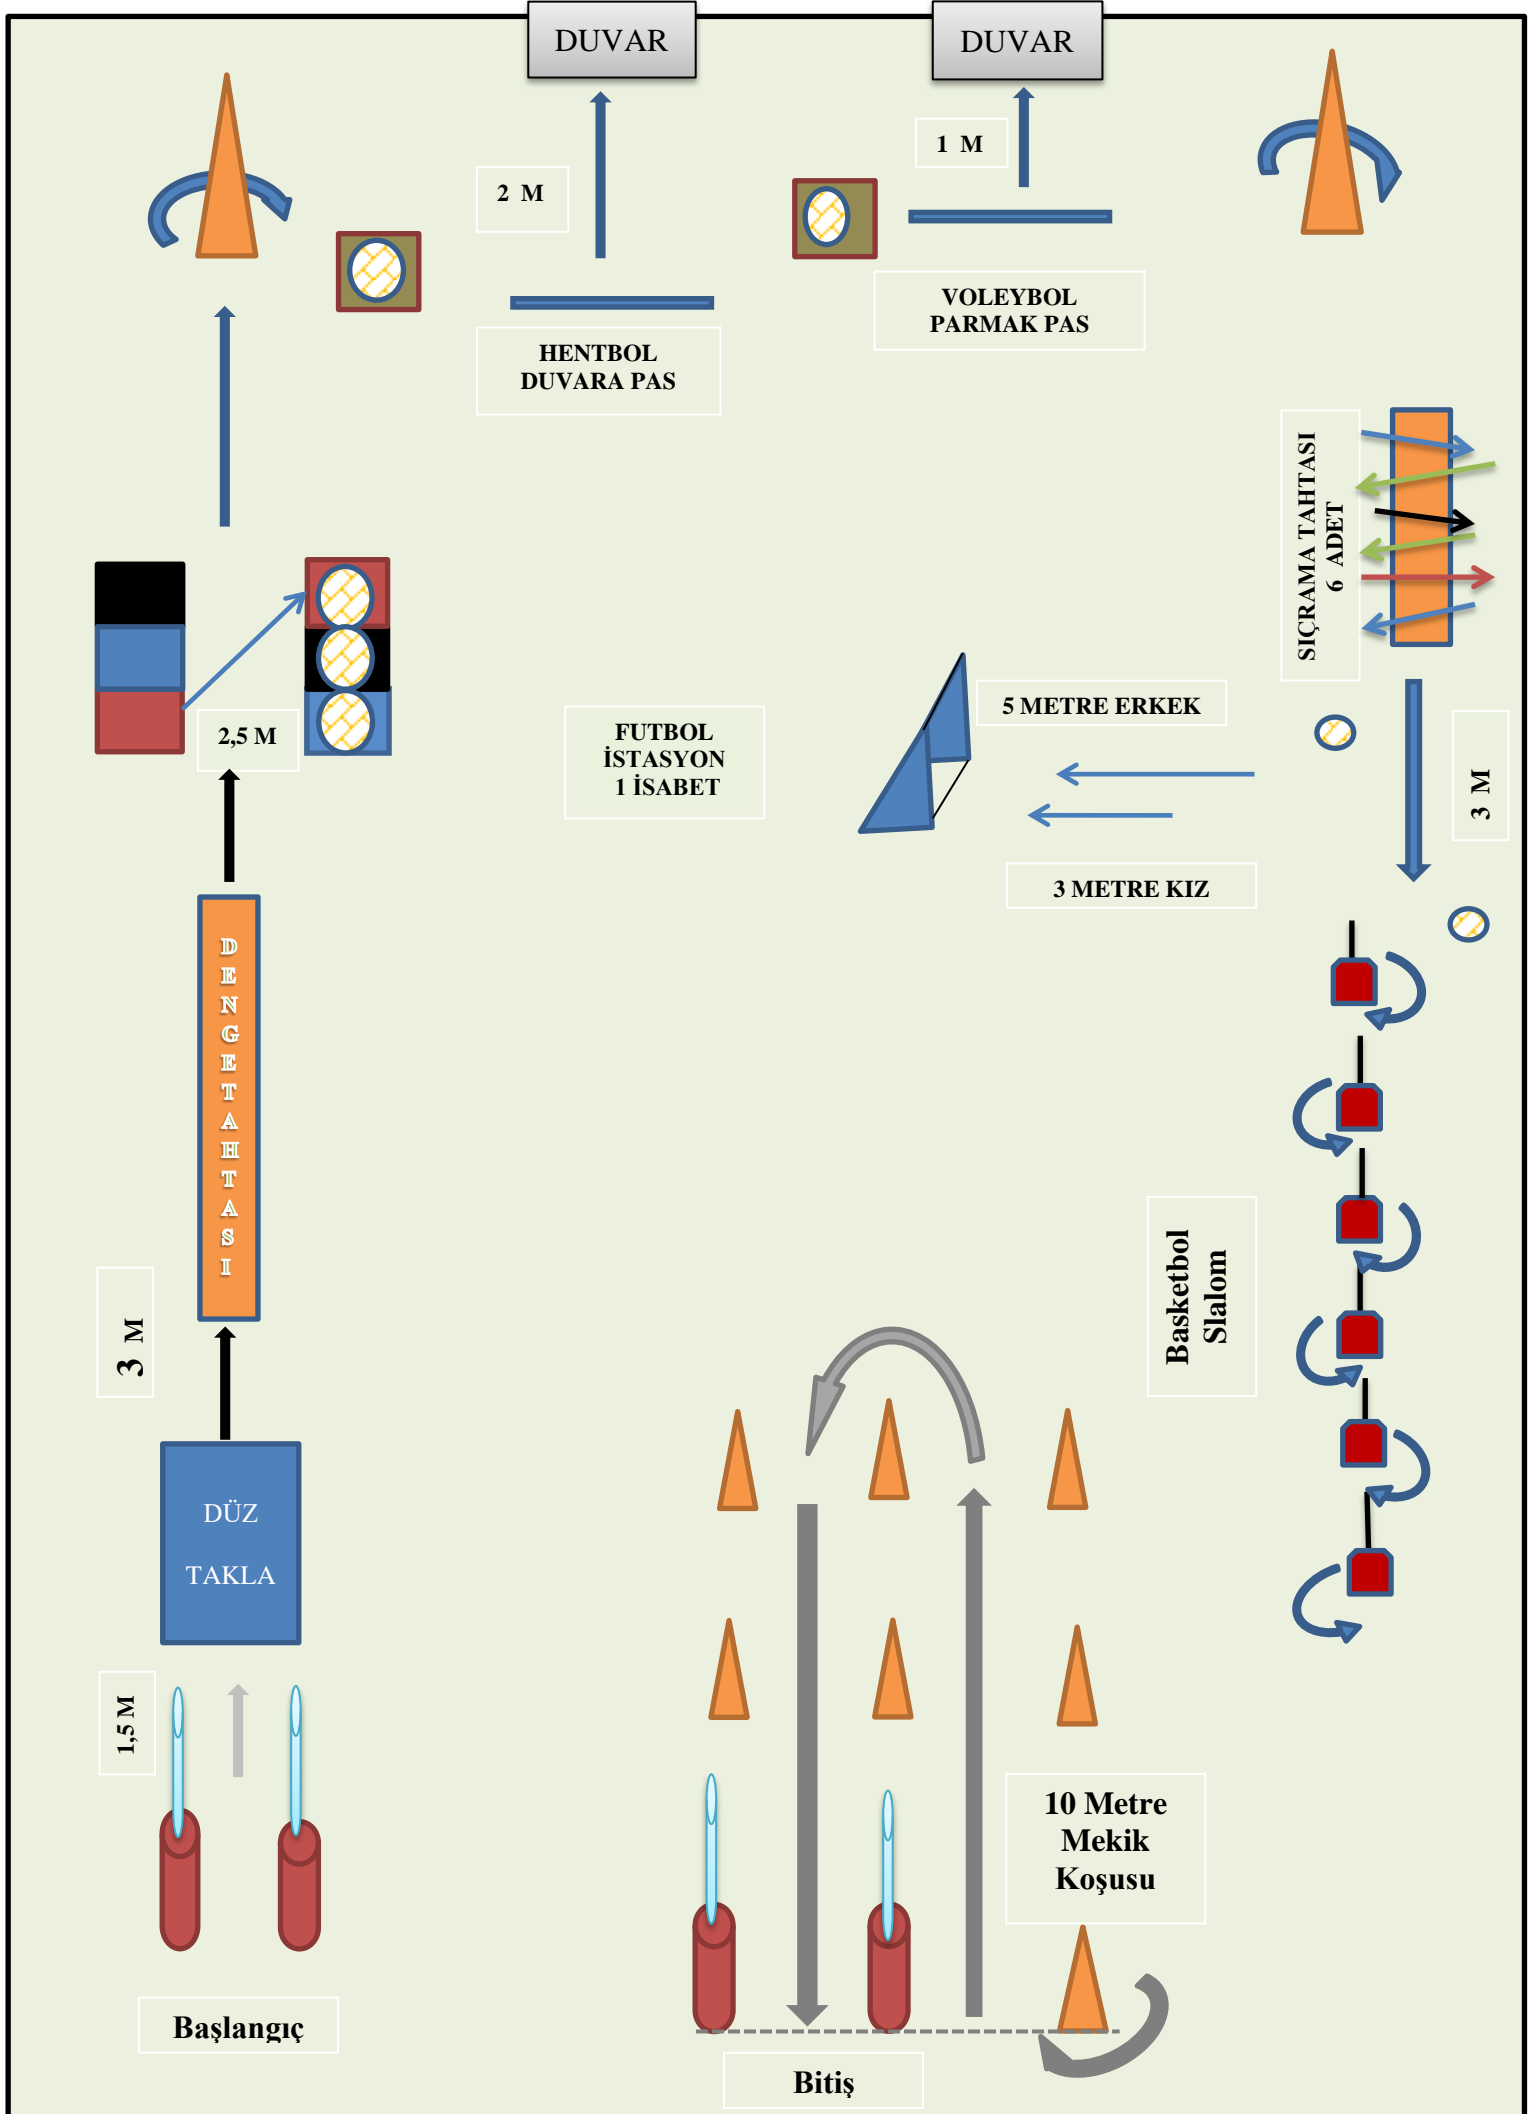 DUVAR
DUVAR
1 M
2 M
VOLEYBOL
PARMAK PAS
HENTBOL
DUVARA PAS
SIÇRAMA TAHTASI
6 ADET
5 METRE ERKEK
FUTBOL
İSTASYON
1 İSABET
2,5 M
3 M
3 METRE KIZ
DENGETAHTASI
Basketbol
Slalom
3 M
DÜZ
TAKLA
1,5 M
10 Metre
Mekik
Koşusu
Başlangıç
Bitiş